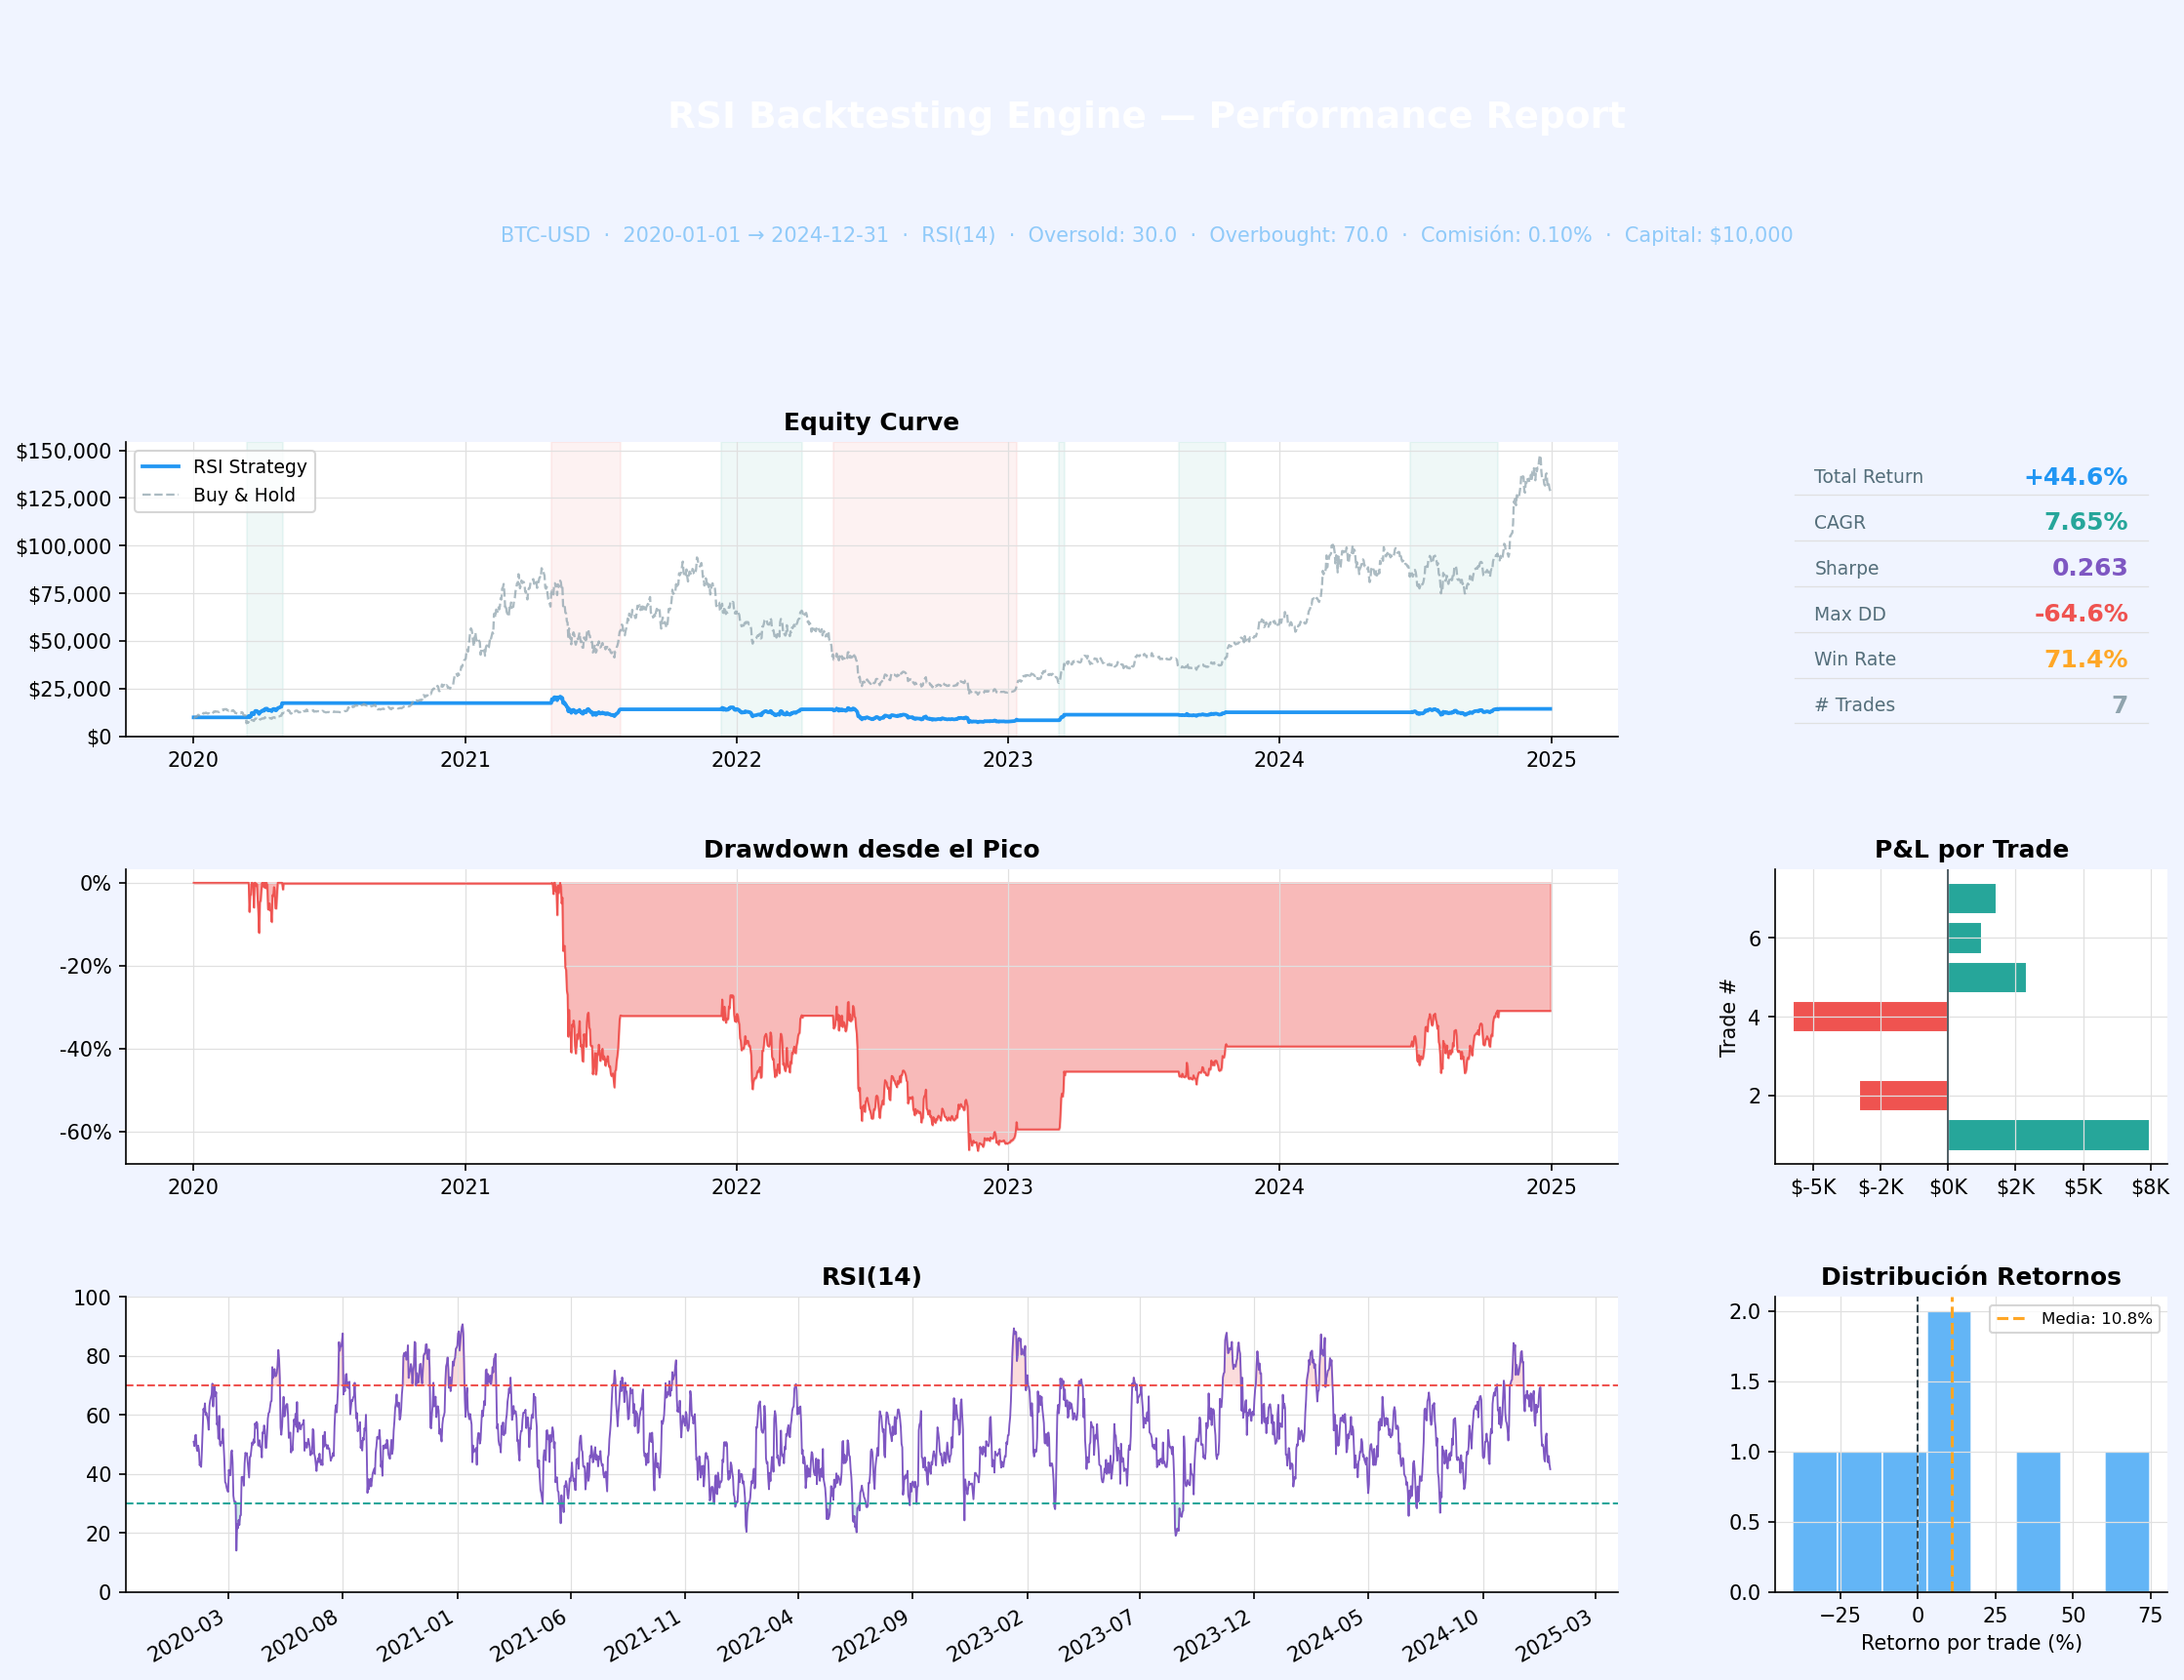 RSI Backtesting Engine — Performance Report
BTC-USD · 2020-01-01 → 2024-12-31 · RSI(14) · Oversold: 30.0 · Overbought: 70.0 · Comisión: 0.10% · Capital: $10,000
Equity Curve
$150,000
$125,000
$100,000
$75,000
$50,000
$25,000
$0
RSI Strategy
Buy & Hold
2020 2021 2022 2023 2024 2025
Total Return +44.6%
CAGR 7.65%
Sharpe 0.263
Max DD -64.6%
Win Rate 71.4%
# Trades 7
Drawdown desde el Pico
0%
-20%
-40%
-60%
2020 2021 2022 2023 2024 2025
P&L por Trade
Trade #
6
4
2
$-5K $-2K $0K $2K $5K $8K
RSI(14)
100
80
60
40
20
0
2020-03 2020-08 2021-01 2021-06 2021-11 2022-04 2022-09 2023-02 2023-07 2023-12 2024-05 2024-10 2025-03
Distribución Retornos
Media: 10.8%
2.0
1.5
1.0
0.5
0.0
−25 0 25 50 75
Retorno por trade (%)